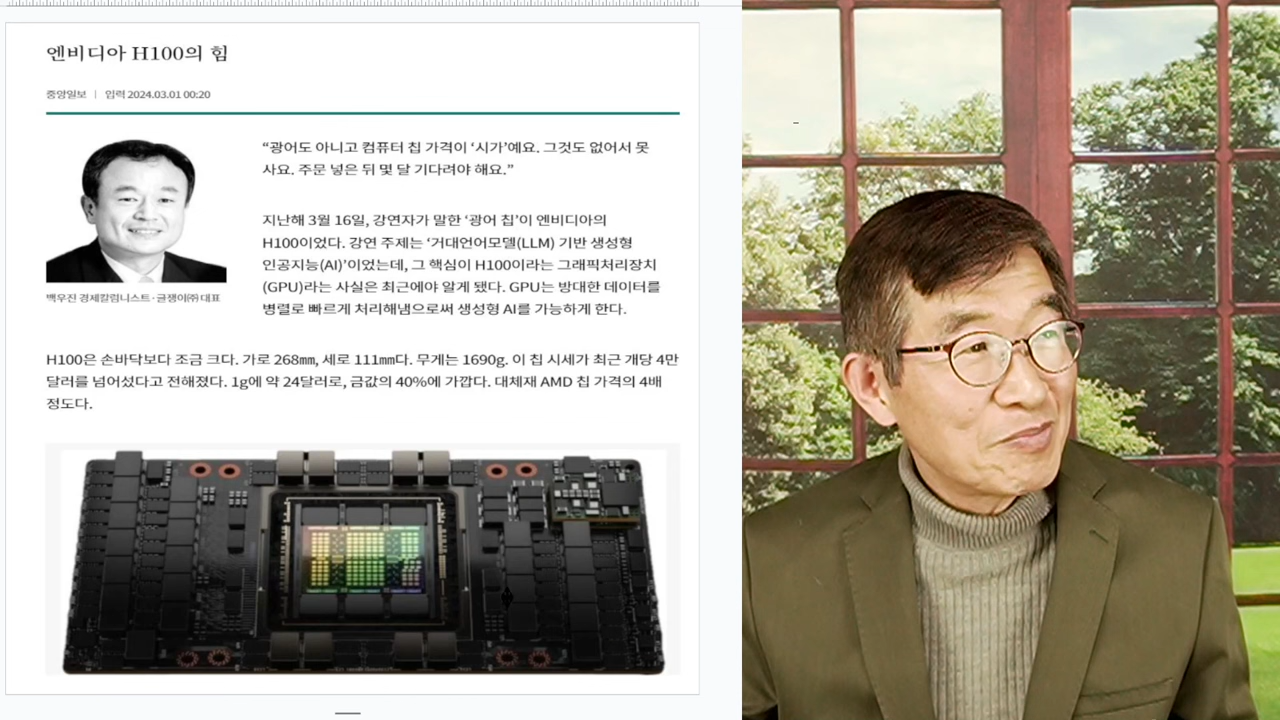 엔비디아 H100의 힘
중앙일보 | 입력 2024.03.01 00:20
“광어도 아니고 컴퓨터 칩 가격이 ‘시가’예요. 그것도 없어서 못
사요. 주문 넣은 뒤 몇 달 기다려야 해요.”
지난해 3월 16일, 강연자가 말한 ‘광어 칩’이 엔비디아의
H100이었다. 강연 주제는 ‘거대언어모델(LLM) 기반 생성형
인공지능(AI)’이었는데, 그 핵심이 H100이라는 그래픽처리장치
(GPU)라는 사실은 최근에야 알게 됐다. GPU는 방대한 데이터를
병렬로 빠르게 처리해냄으로써 생성형 AI를 가능하게 한다.
백우진 경제칼럼니스트·글쟁이㈜ 대표
H100은 손바닥보다 조금 크다. 가로 268㎜, 세로 111㎜다. 무게는 1690g. 이 칩 시세가 최근 개당 4만
달러를 넘어섰다고 전해졌다. 1g에 약 24달러로, 금값의 40%에 가깝다. 대체재 AMD 칩 가격의 4배
정도다.